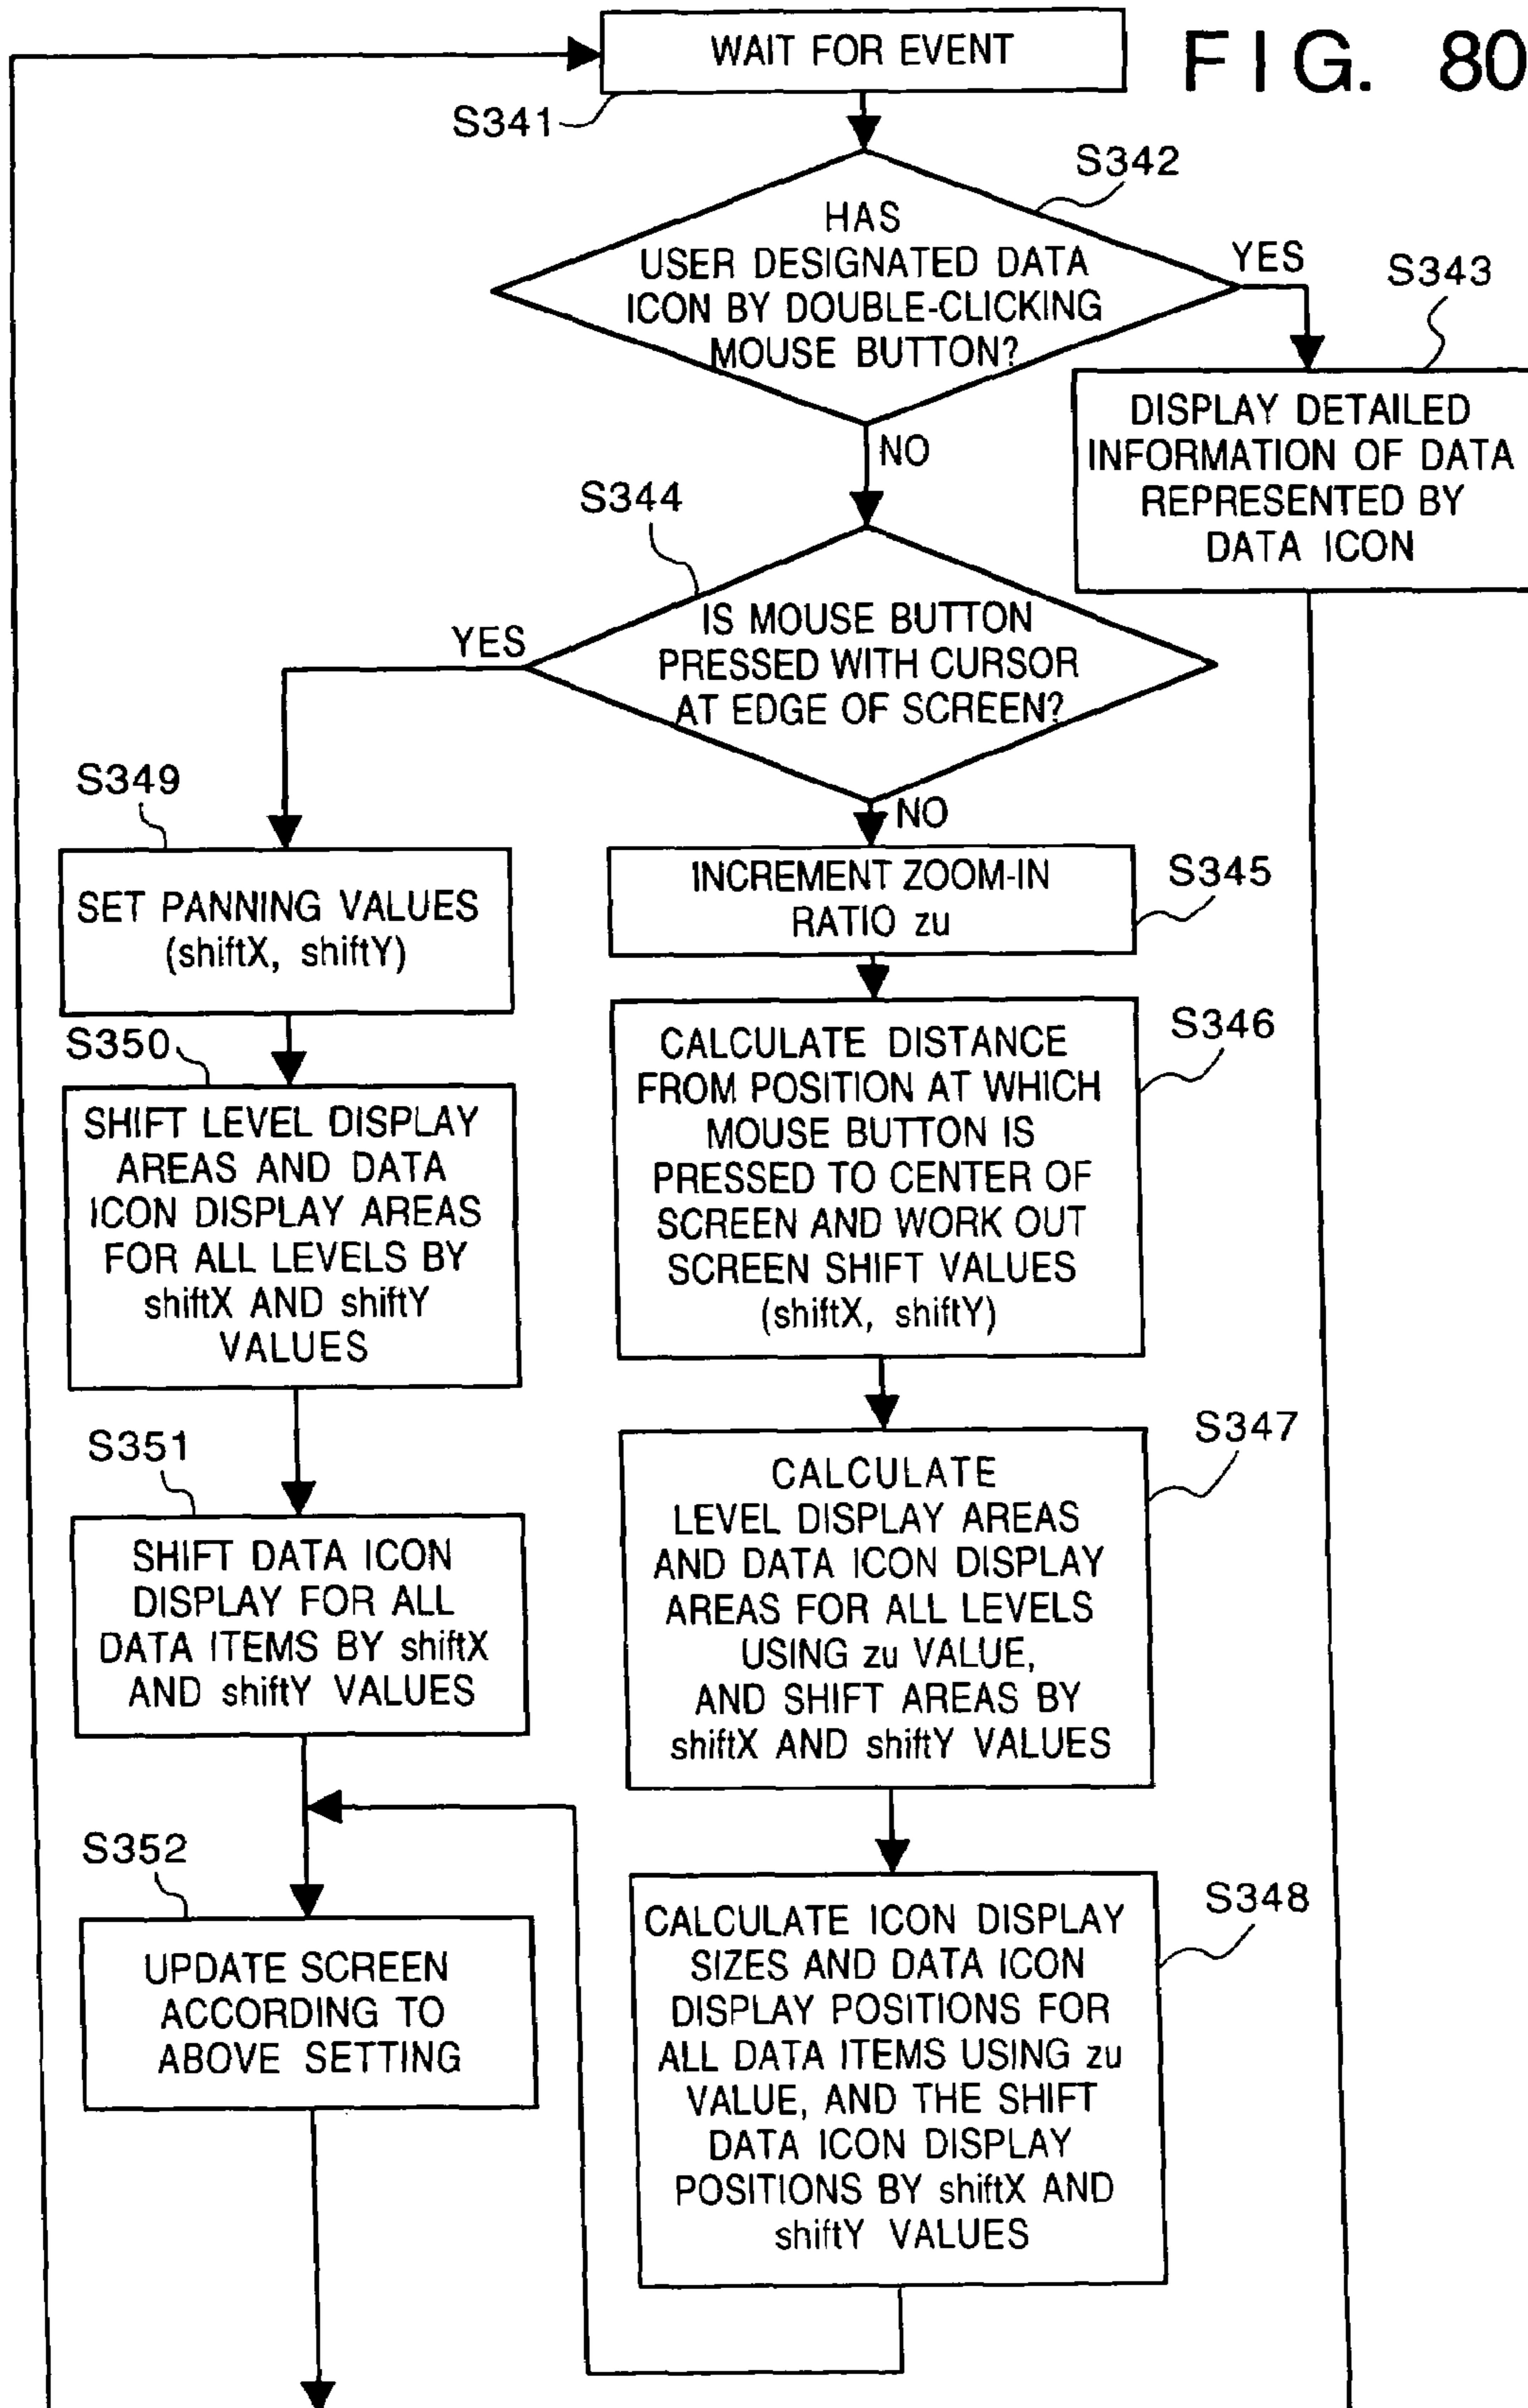 FIG. 80
WAIT FOR EVENT
S341
S342
HAS
USER DESIGNATED DATA
ICON BY DOUBLE-CLICKING
MOUSE BUTTON?
YES
S343
DISPLAY DETAILED
INFORMATION OF DATA
REPRESENTED BY
DATA ICON
NO
S344
IS MOUSE BUTTON
PRESSED WITH CURSOR
AT EDGE OF SCREEN?
YES
NO
S349
SET PANNING VALUES
(shiftX, shiftY)
S350
SHIFT LEVEL DISPLAY
AREAS AND DATA
ICON DISPLAY AREAS
FOR ALL LEVELS BY
shiftX AND shiftY
VALUES
S351
SHIFT DATA ICON
DISPLAY FOR ALL
DATA ITEMS BY shiftX
AND shiftY VALUES
S352
UPDATE SCREEN
ACCORDING TO
ABOVE SETTING
INCREMENT ZOOM-IN
RATIO zu
S345
CALCULATE DISTANCE
FROM POSITION AT WHICH
MOUSE BUTTON IS
PRESSED TO CENTER OF
SCREEN AND WORK OUT
SCREEN SHIFT VALUES
(shiftX, shiftY)
S346
CALCULATE
LEVEL DISPLAY AREAS
AND DATA ICON DISPLAY
AREAS FOR ALL LEVELS
USING zu VALUE,
AND SHIFT AREAS BY
shiftX AND shiftY VALUES
S347
CALCULATE ICON DISPLAY
SIZES AND DATA ICON
DISPLAY POSITIONS FOR
ALL DATA ITEMS USING zu
VALUE, AND THE SHIFT
DATA ICON DISPLAY
POSITIONS BY shiftX AND
shiftY VALUES
S348